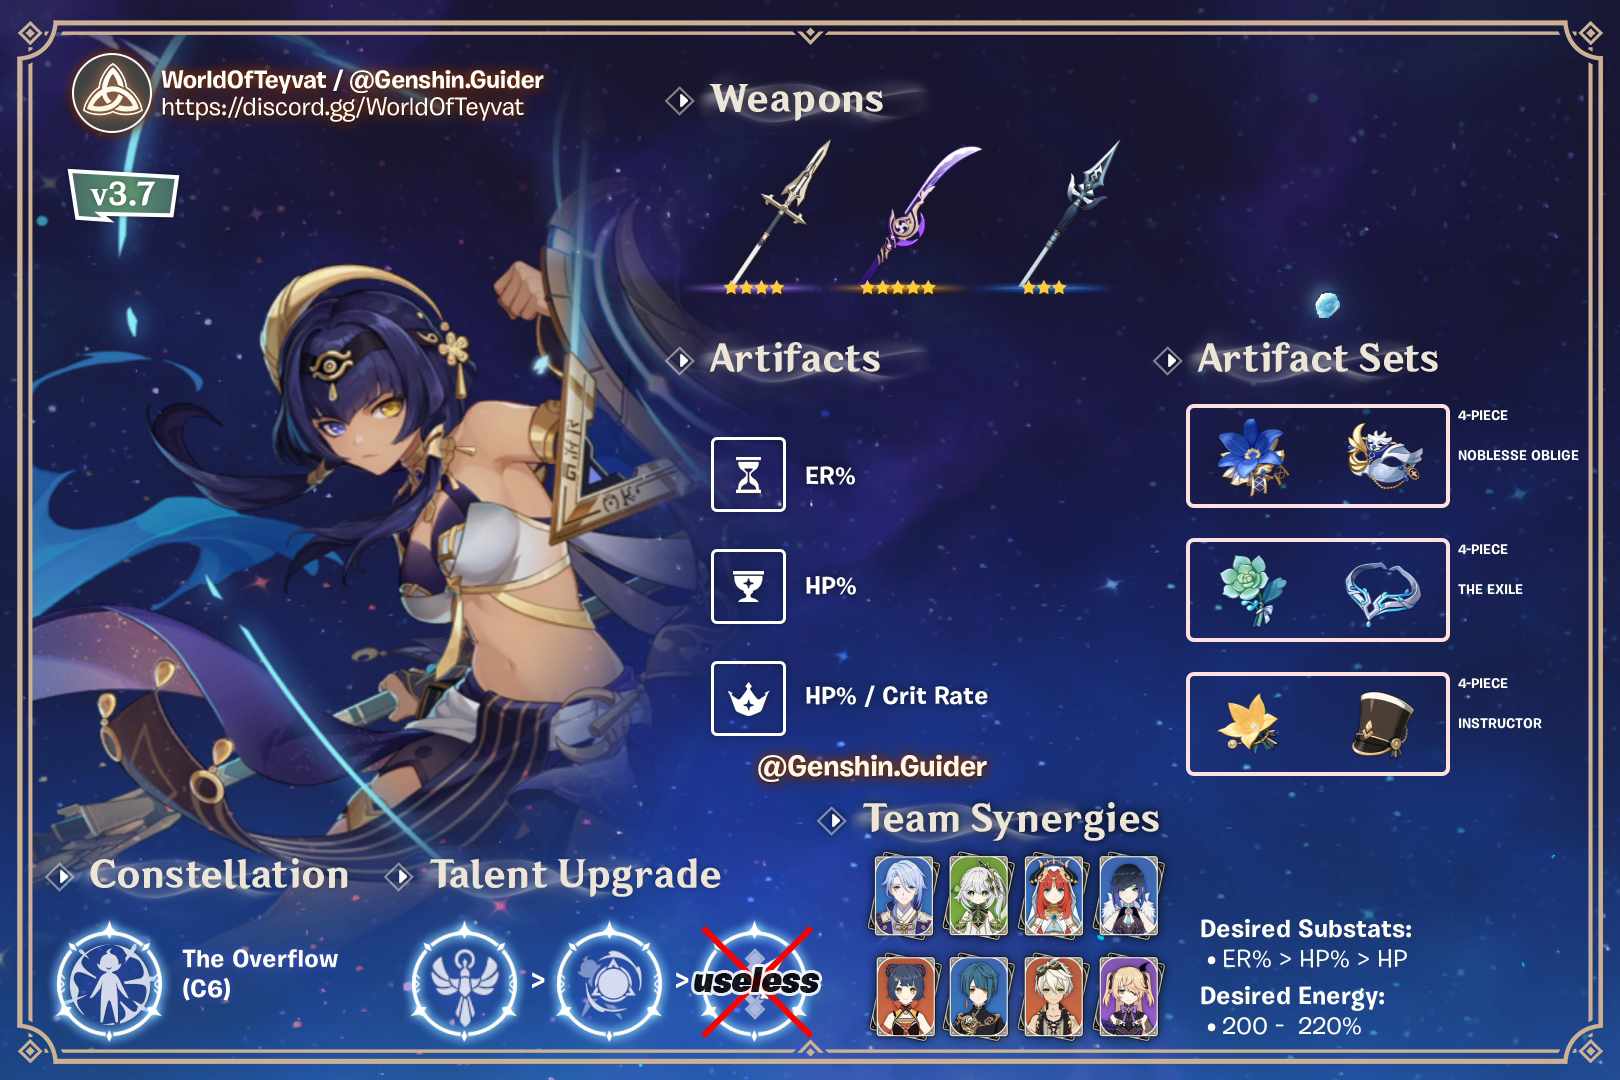 WorldOfTeyvat / @Genshin.Guider
https://discord.gg/WorldOfTeyvat
v3.7
Weapons
Artifacts
ER%
HP%
HP% / Crit Rate
@Genshin.Guider
Artifact Sets
4-PIECE
NOBLESSE OBLIGE
4-PIECE
THE EXILE
4-PIECE
INSTRUCTOR
Constellation
The Overflow
(C6)
Talent Upgrade
> > useless
Team Synergies
Desired Substats:
• ER% > HP% > HP
Desired Energy:
• 200 - 220%